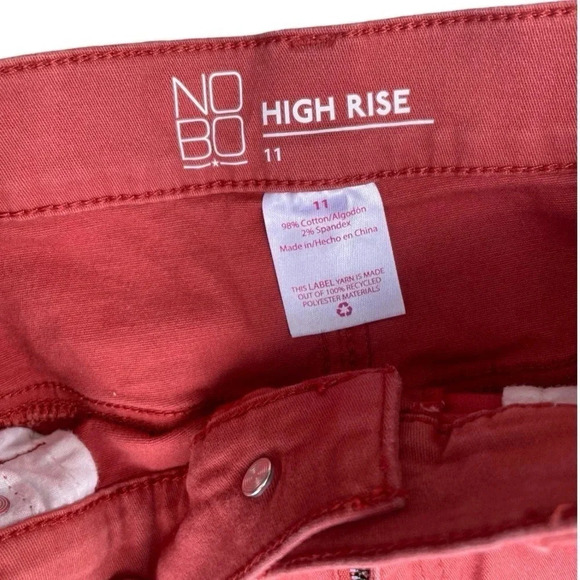 NO
BO
HIGH RISE
11
11
98% Cotton/Algodón
2% Spandex
Made in/Hecho en China
THIS LABEL YARN IS MADE
OUT OF 100% RECYCLED
POLYESTER MATERIALS